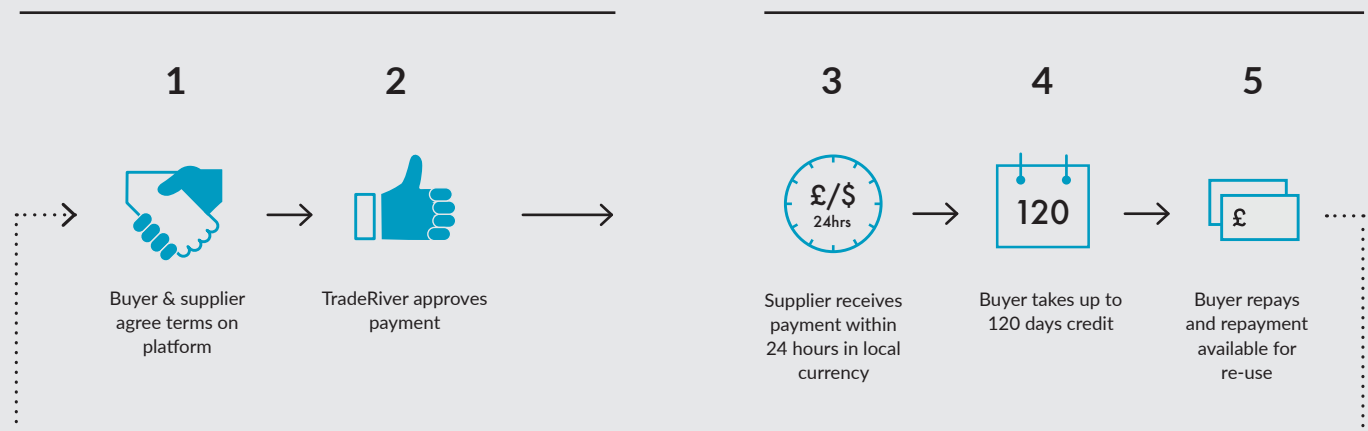 1
2
3
4
5
£/$
24hrs
120
£
Buyer & supplier
agree terms on
platform
TradeRiver approves
payment
Supplier receives
payment within
24 hours in local
currency
Buyer takes up to
120 days credit
Buyer repays
and repayment
available for
re-use